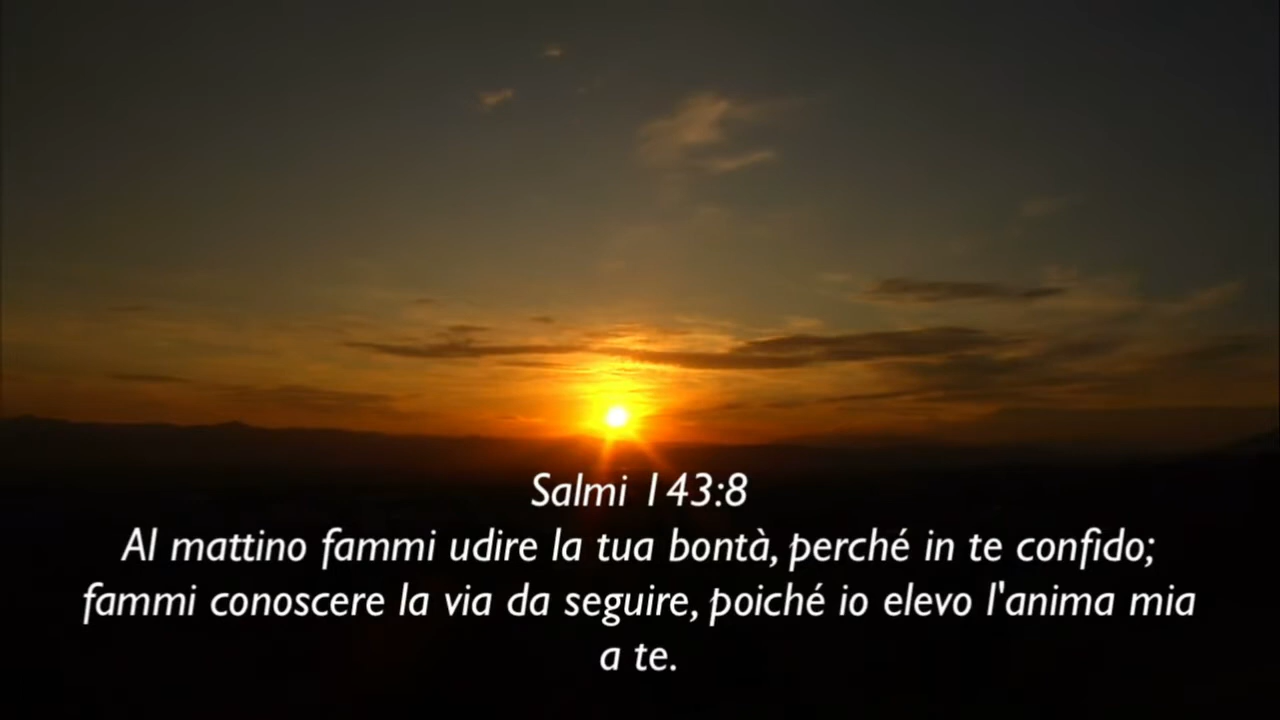 Salmi 143:8
Al mattino fammi udire la tua bontà, perché in te confido;
fammi conoscere la via da seguire, poiché io elevo l'anima mia
a te.